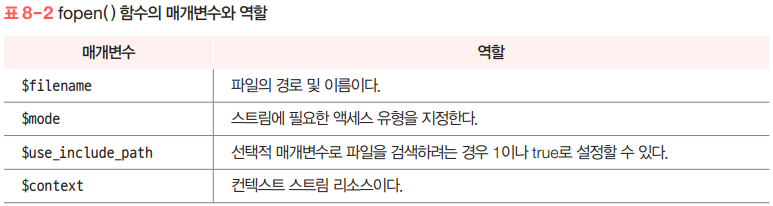 표 8-2 fopen() 함수의 매개변수와 역할
매개변수 역할
$filename 파일의 경로 및 이름이다.
$mode 스트림에 필요한 액세스 유형을 지정한다.
$use_include_path 선택적 매개변수로 파일을 검색하려는 경우 1이나 true로 설정할 수 있다.
$context 컨텍스트 스트림 리소스이다.